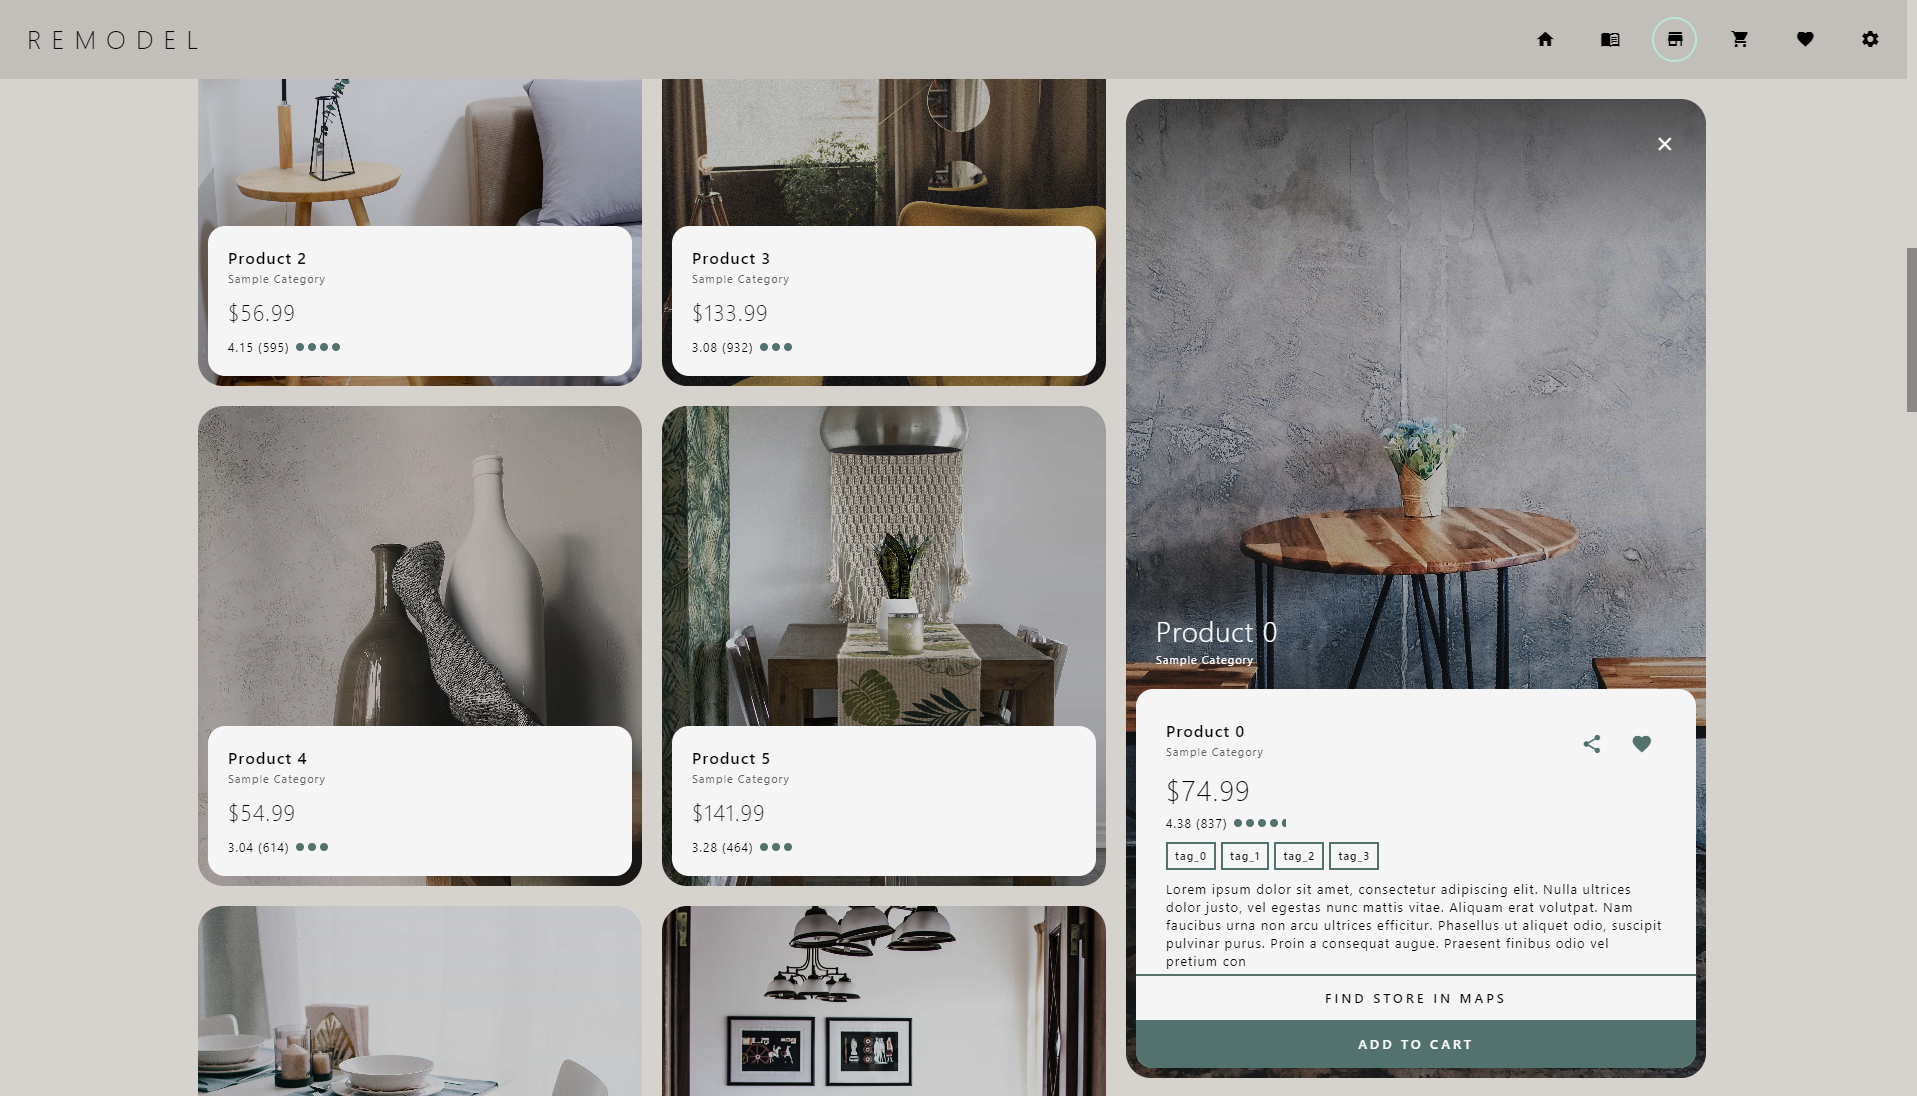 REMODEL
Product 2
Sample Category
$56.99
4.15 (595)
Product 3
Sample Category
$133.99
3.08 (932)
Product 4
Sample Category
$54.99
3.04 (614)
Product 5
Sample Category
$141.99
3.28 (464)
Product 0
Sample Category
Product 0
Sample Category
$74.99
4.38 (837)
tag_0 tag_1 tag_2 tag_3
Lorem ipsum dolor sit amet, consectetur adipiscing elit. Nulla ultrices
dolor justo, vel egestas nunc mattis vitae. Aliquam erat volutpat. Nam
faucibus urna non arcu ultrices efficitur. Phasellus ut aliquet odio, suscipit
pulvinar purus. Proin a consequat augue. Praesent finibus odio vel
pretium con
FIND STORE IN MAPS
ADD TO CART